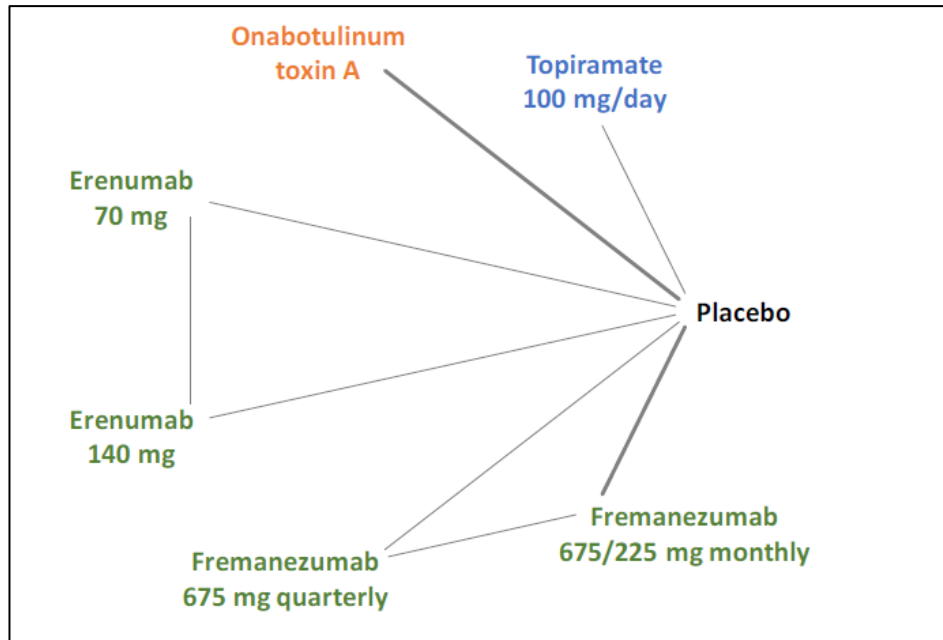 Onabotulinum
toxin A
Topiramate
100 mg/day
Erenumab
70 mg
Placebo
Erenumab
140 mg
Fremanezumab
675/225 mg monthly
Fremanezumab
675 mg quarterly